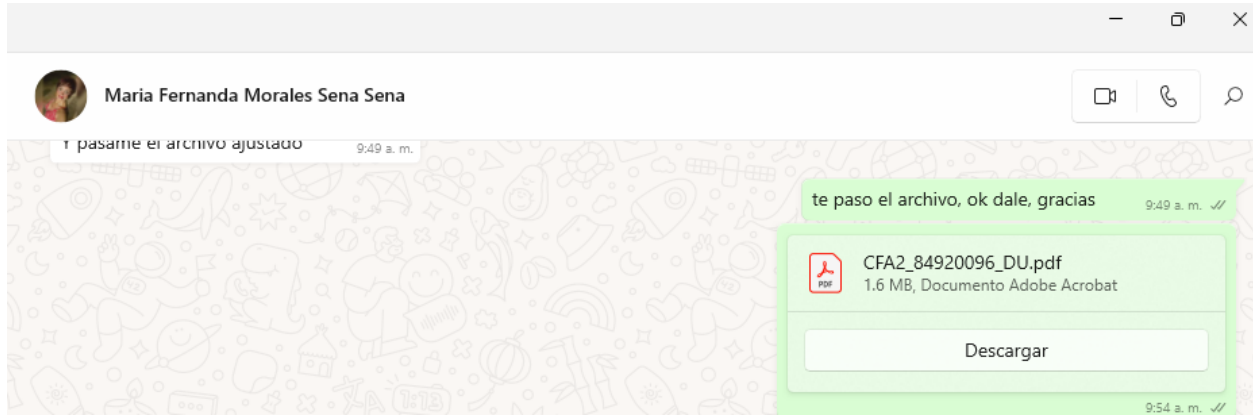 Maria Fernanda Morales Sena Sena
Y pasame el archivo ajustado 9:49 a. m.
te paso el archivo, ok dale, gracias 9:49 a. m.
CFA2_84920096_DU.pdf
PDF 1.6 MB, Documento Adobe Acrobat
Descargar
9:54 a. m.